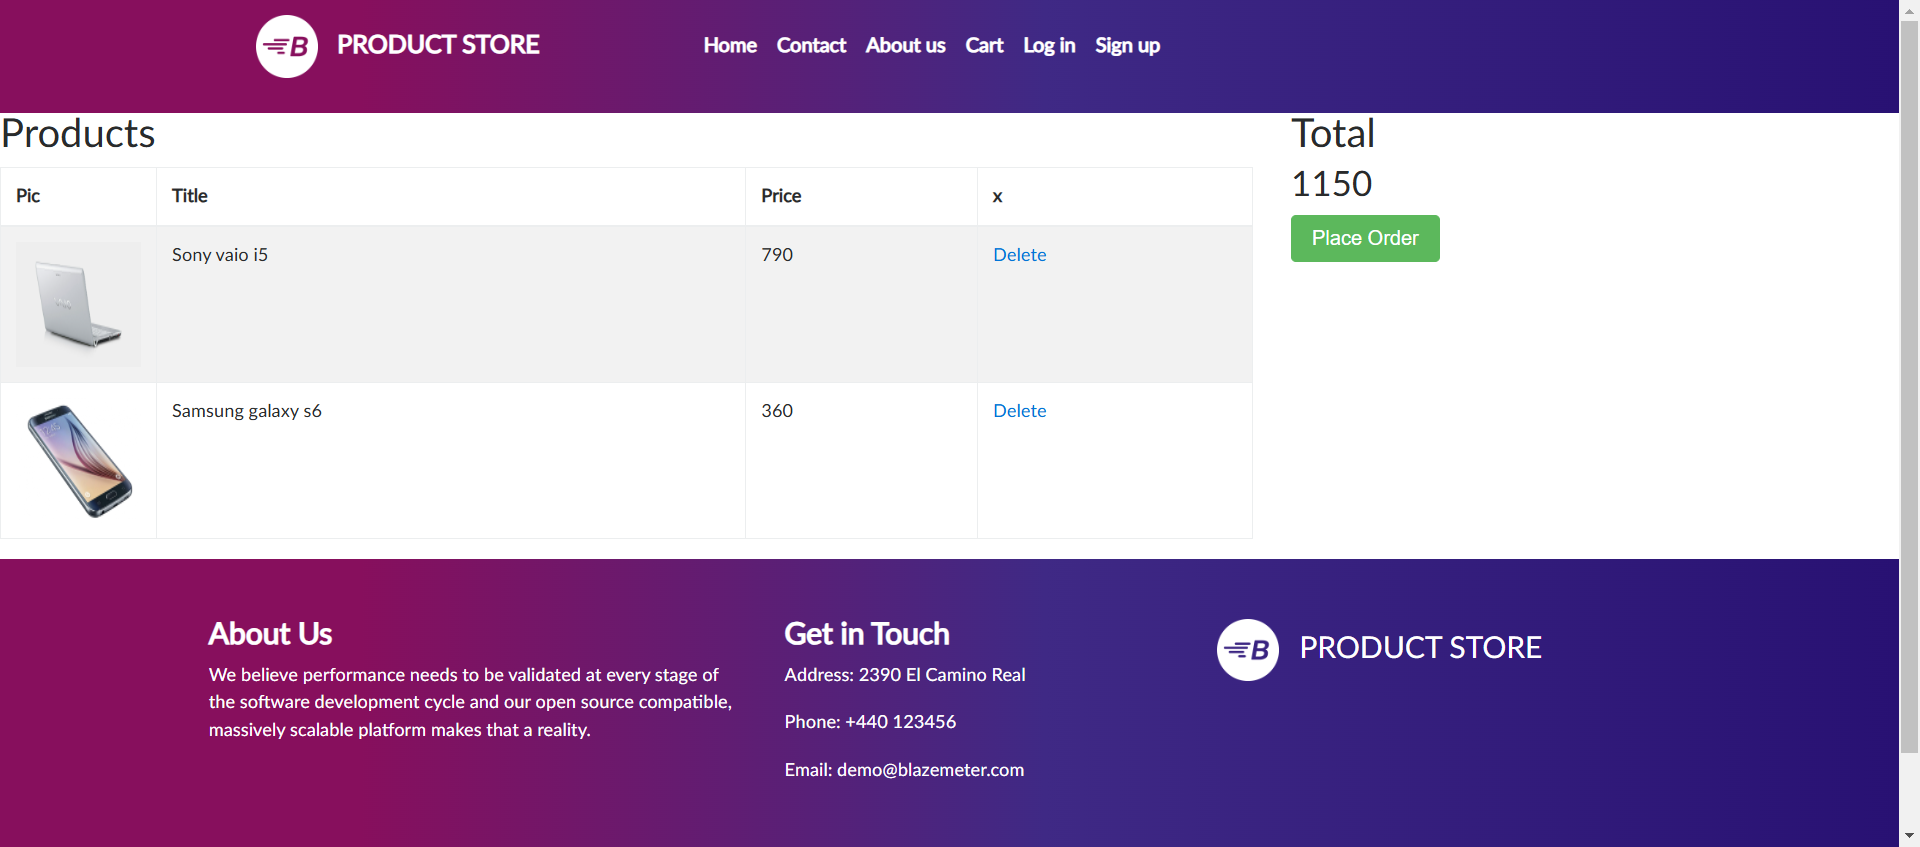 B PRODUCT STORE
Home Contact About us Cart Log in Sign up
Products
Total
1150
Place Order
Pic Title Price x
Sony vaio i5 790 Delete
VAIO
Samsung galaxy s6 360 Delete
About Us
We believe performance needs to be validated at every stage of
the software development cycle and our open source compatible,
massively scalable platform makes that a reality.
Get in Touch
Address: 2390 El Camino Real
Phone: +440 123456
Email: demo@blazemeter.com
B PRODUCT STORE